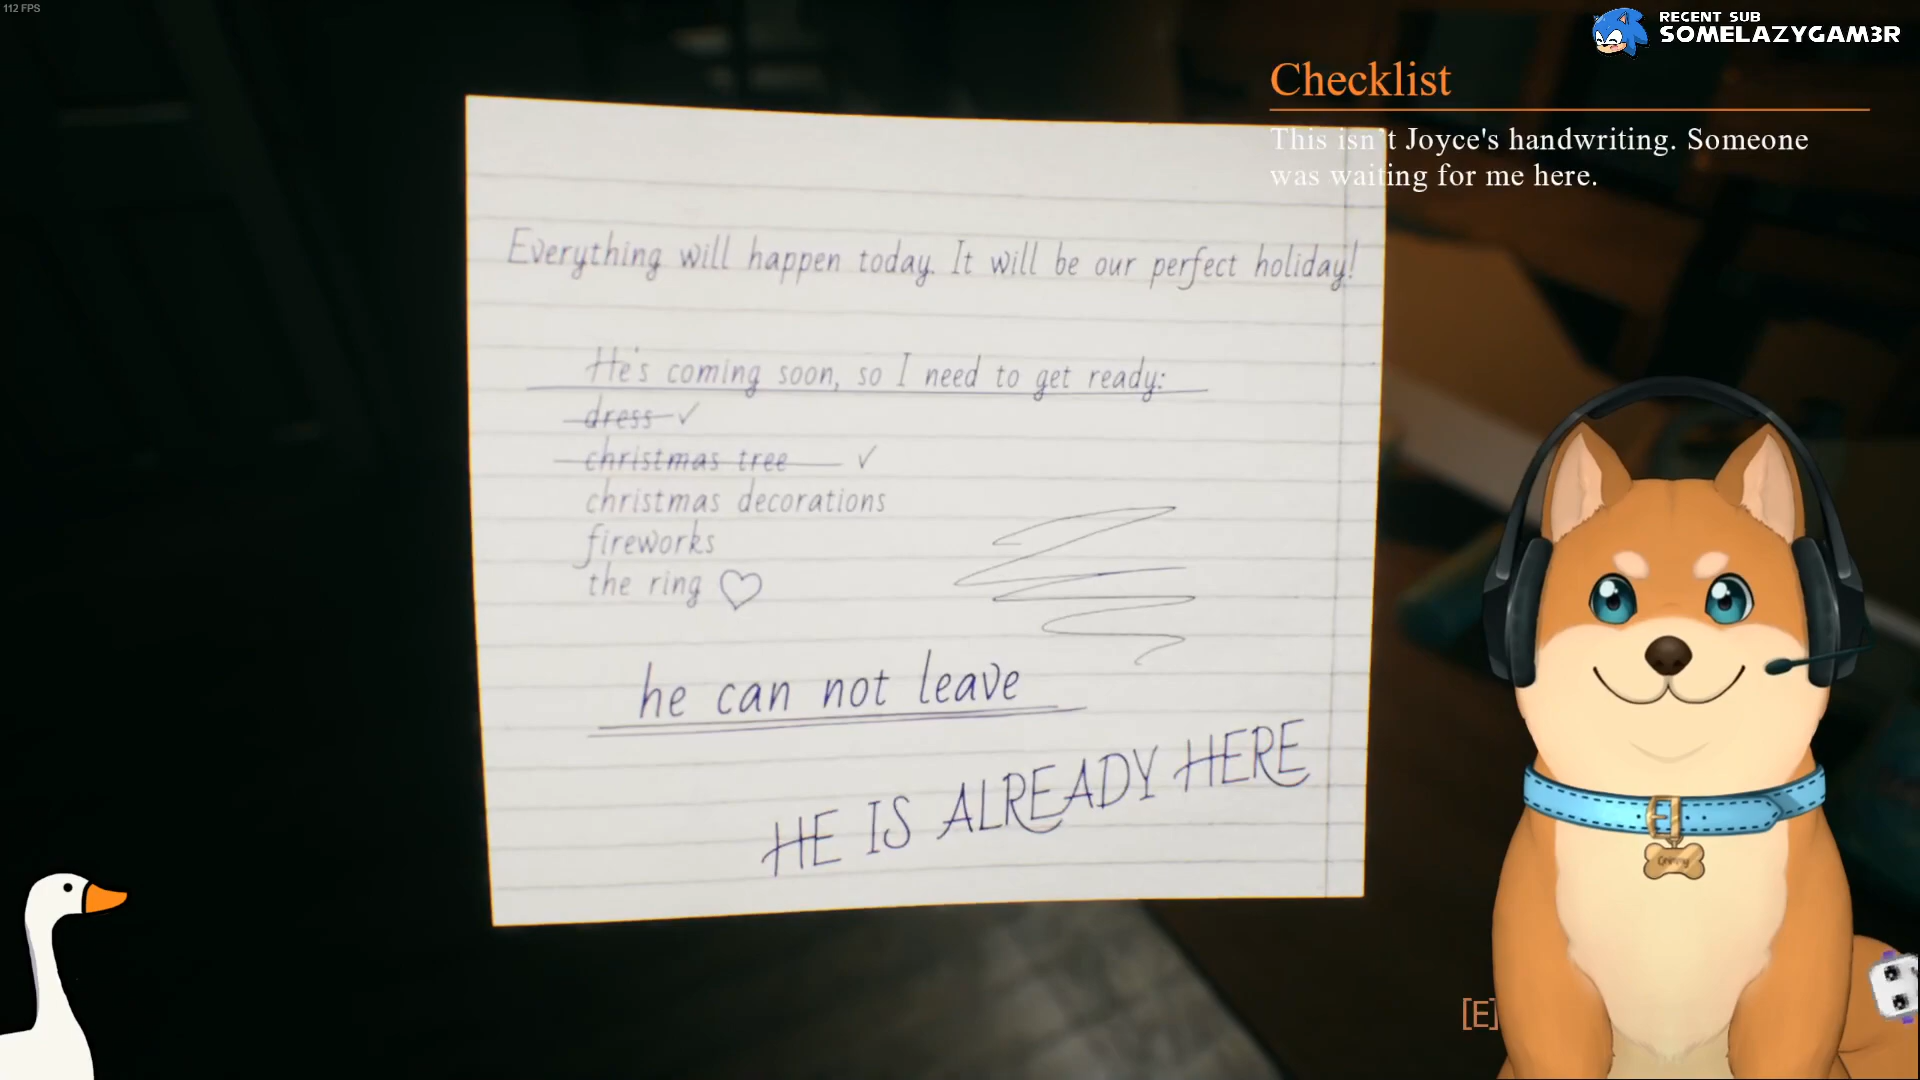 112 FPS
RECENT SUB
SOMELAZYGAM3R
Checklist
This isn't Joyce's handwriting. Someone
was waiting for me here.
Everything will happen today. It will be our perfect holiday!
He's coming soon, so I need to get ready:
dress ✓
christmas tree ✓
christmas decorations
fireworks
the ring ♡
he can not leave
HE IS ALREADY HERE
[E]